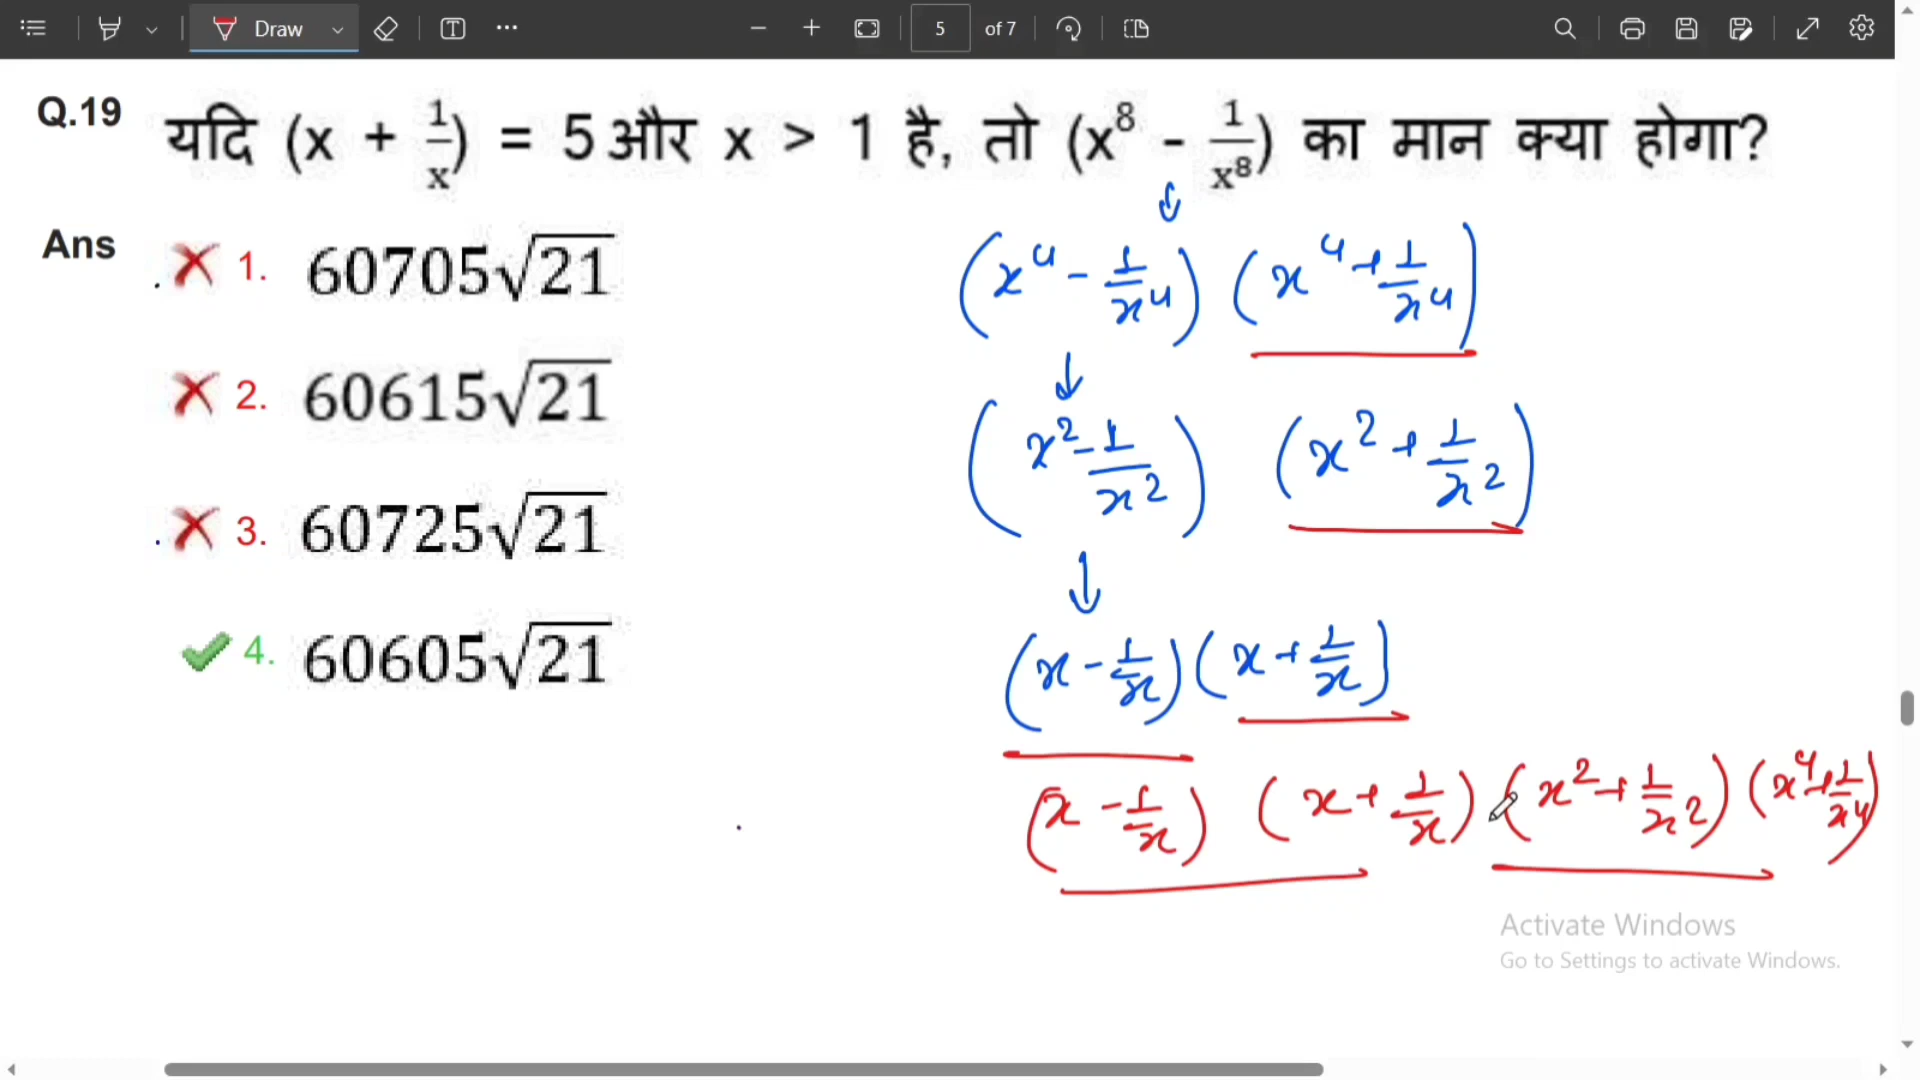 Draw
5 of 7
Q.19 यदि (x + 1/x) = 5 और x > 1 है, तो (x⁸ - 1/x⁸) का मान क्या होगा?
Ans
1. 60705√21
2. 60615√21
3. 60725√21
4. 60605√21
(x⁴ - 1/x⁴) (x⁴ + 1/x⁴)
(x² - 1/x²) (x² + 1/x²)
(x - 1/x) (x + 1/x)
(x - 1/x) (x + 1/x) (x² + 1/x²) (x⁴ + 1/x⁴)
Activate Windows
Go to Settings to activate Windows.